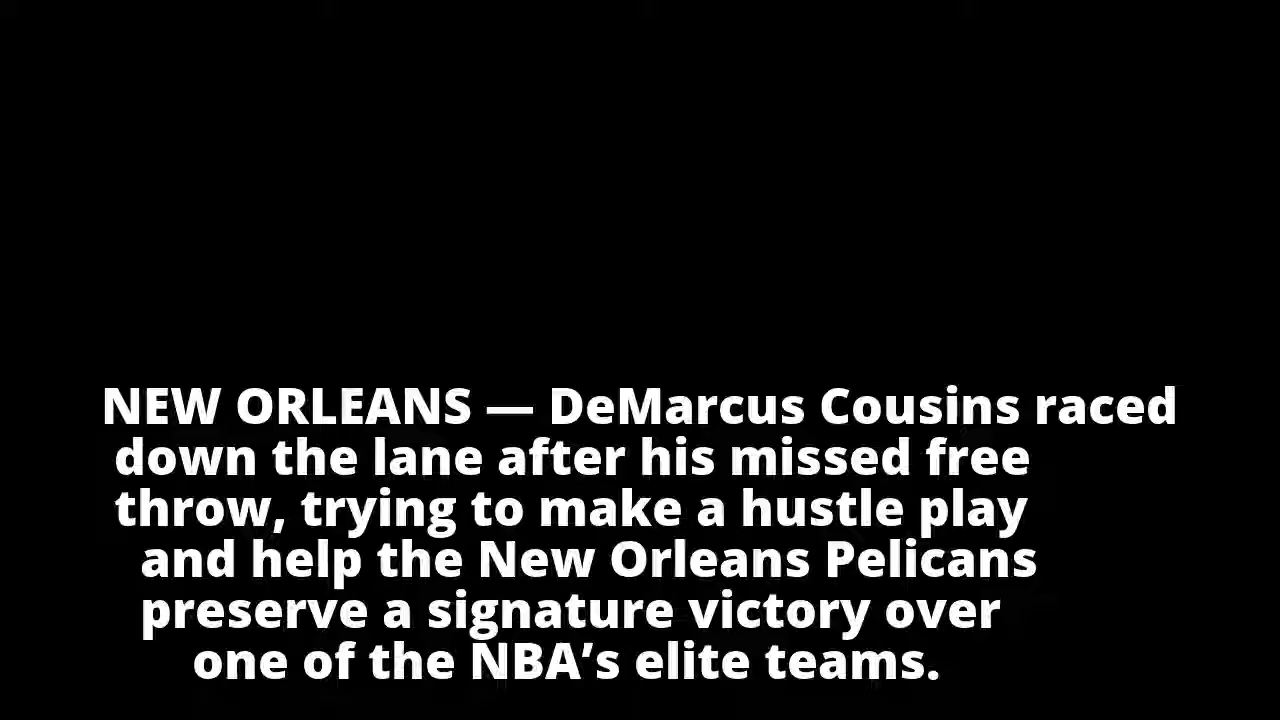 NEW ORLEANS — DeMarcus Cousins raced
down the lane after his missed free
throw, trying to make a hustle play
and help the New Orleans Pelicans
preserve a signature victory over
one of the NBA’s elite teams.